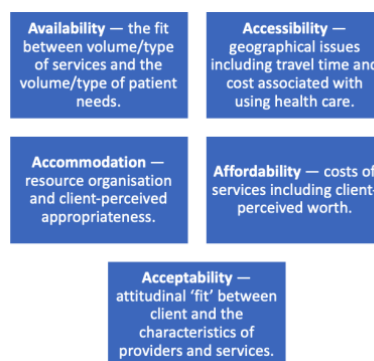 Availability — the fit
between volume/type
of services and the
volume/type of patient
needs.
Accessibility —
geographical issues
including travel time and
cost associated with
using health care.
Accommodation —
resource organisation
and client-perceived
appropriateness.
Affordability — costs of
services including client-
perceived worth.
Acceptability —
attitudinal ‘fit’ between
client and the
characteristics of
providers and services.